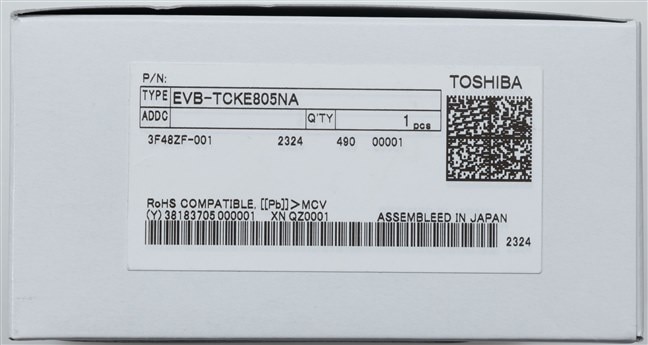 P/N:
TOSHIBA
TYPE EVB-TCKE805NA
ADDC Q'TY 1 pcs
3F48ZF-001 2324 490 00001
RoHS COMPATIBLE. [[Pb]]>MCV
(Y) 38183705 000001 XN QZ0001 ASSEMBLEED IN JAPAN
2324